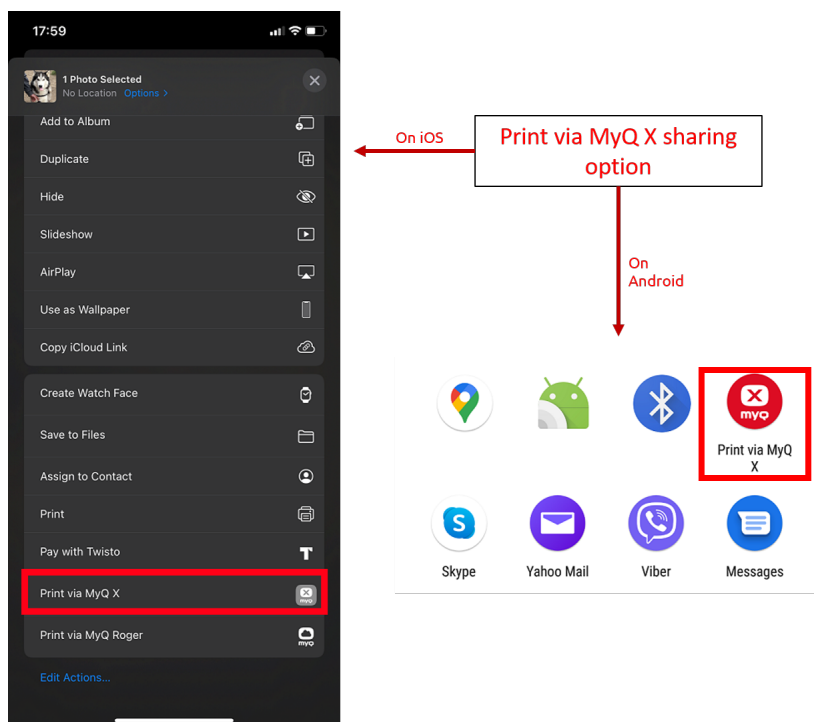 17:59
1 Photo Selected
No Location Options >
Add to Album
Duplicate
Hide
Slideshow
AirPlay
Use as Wallpaper
Copy iCloud Link
Create Watch Face
Save to Files
Assign to Contact
Print
Pay with Twisto
T
Print via MyQ X
myQ
Print via MyQ Roger
myQ
Edit Actions...
On iOS
Print via MyQ X sharing
option
On
Android
X
myQ
Print via MyQ
X
S
Skype
Yahoo Mail
Viber
Messages